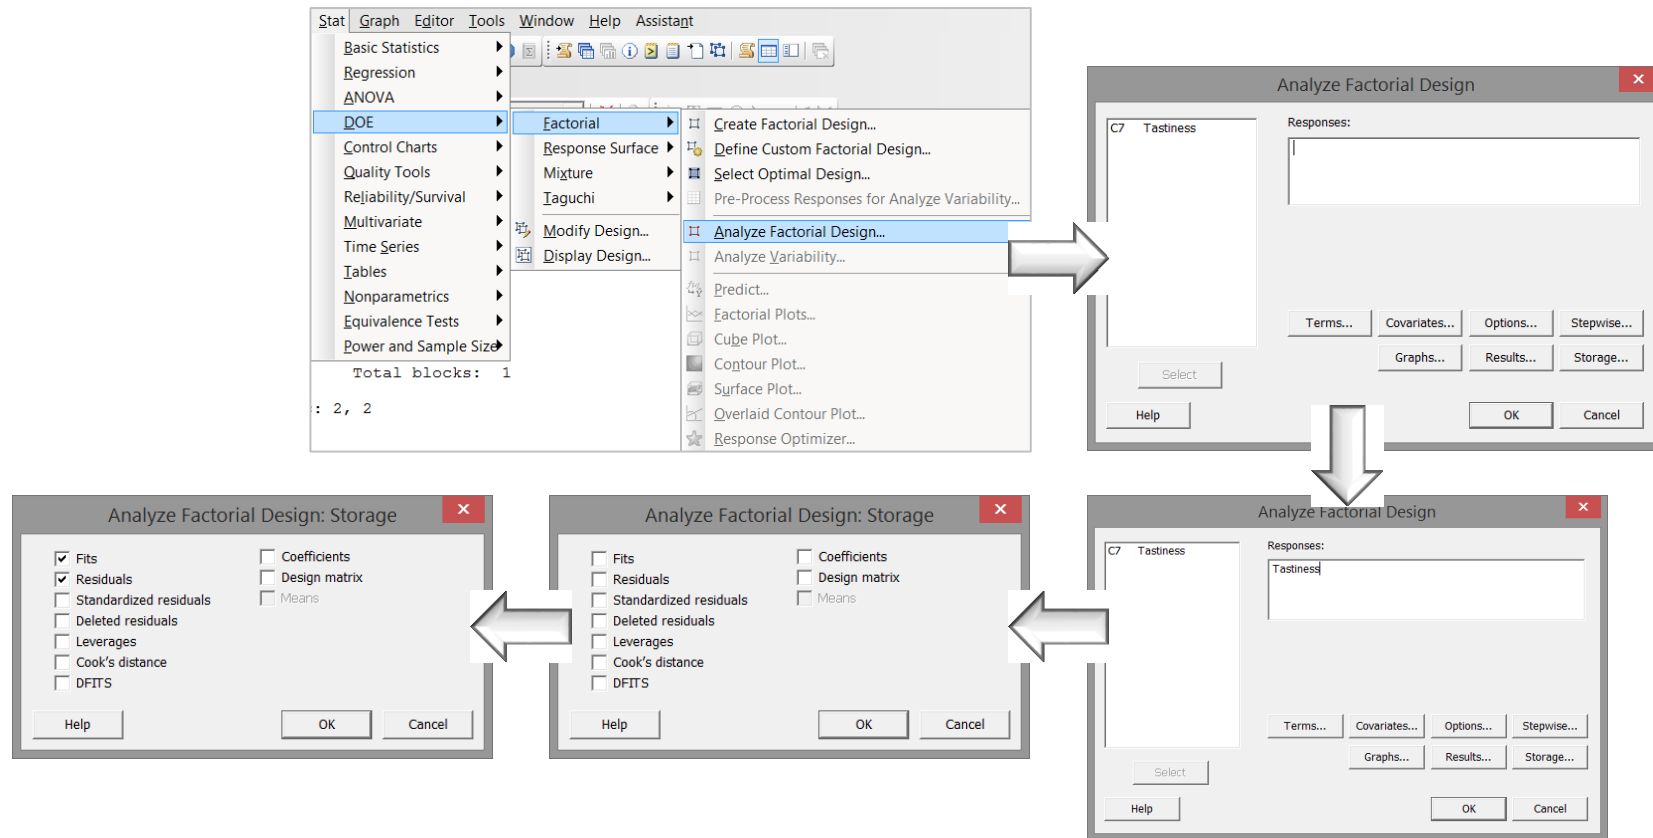 Stat Graph Editor Tools Window Help Assistant
Basic Statistics
Regression
ANOVA
DOE
Control Charts
Quality Tools
Reliability/Survival
Multivariate
Time Series
Tables
Nonparametrics
Equivalence Tests
Power and Sample Size
Factorial
Response Surface
Mixture
Taguchi
Modify Design...
Display Design...
Create Factorial Design...
Define Custom Factorial Design...
Select Optimal Design...
Pre-Process Responses for Analyze Variability...
Analyze Factorial Design...
Analyze Variability...
Predict...
Factorial Plots...
Cube Plot...
Contour Plot...
Surface Plot...
Overlaid Contour Plot...
Response Optimizer...
Total blocks: 1
: 2, 2
Analyze Factorial Design
C7 Tastiness
Responses:
Terms... Covariates... Options... Stepwise...
Graphs... Results... Storage...
Select
Help OK Cancel
Analyze Factorial Design
C7 Tastiness
Responses:
Tastiness
Terms... Covariates... Options... Stepwise...
Graphs... Results... Storage...
Select
Help OK Cancel
Analyze Factorial Design: Storage
Fits
Residuals
Standardized residuals
Deleted residuals
Leverages
Cook's distance
DFITS
Coefficients
Design matrix
Means
Help OK Cancel
Analyze Factorial Design: Storage
Fits
Residuals
Standardized residuals
Deleted residuals
Leverages
Cook's distance
DFITS
Coefficients
Design matrix
Means
Help OK Cancel